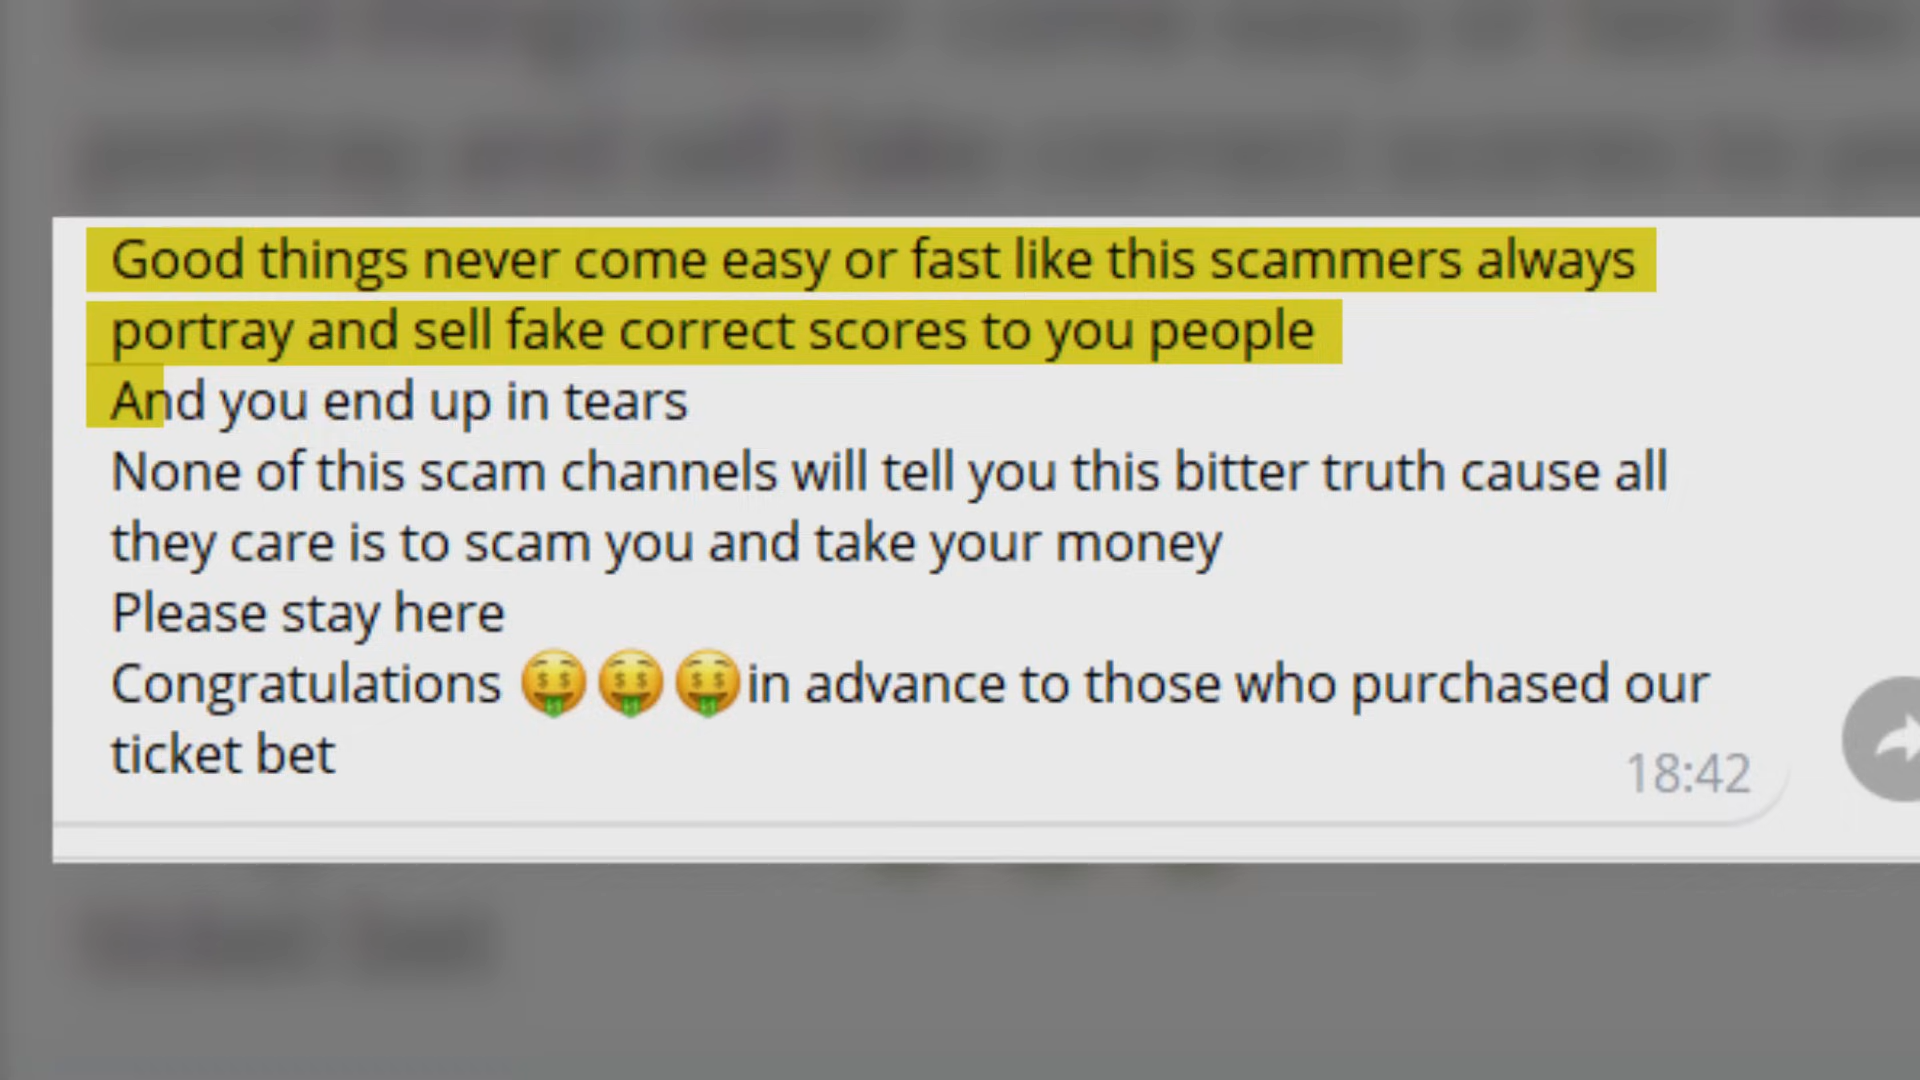 Good things never come easy or fast like this scammers always
portray and sell fake correct scores to you people
And you end up in tears
None of this scam channels will tell you this bitter truth cause all
they care is to scam you and take your money
Please stay here
Congratulations 🤑🤑🤑in advance to those who purchased our
ticket bet
18:42